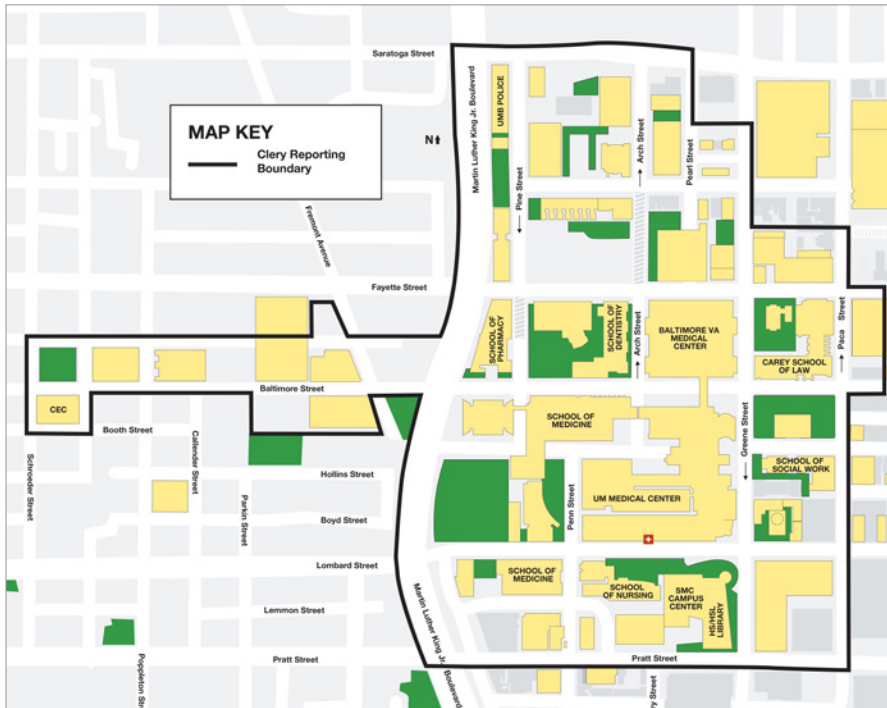 Saratoga Street
MAP KEY
Clery Reporting
Boundary
N
Martin Luther King Jr. Boulevard
UMB POLICE
Pine Street
Arch Street
Pearl Street
Fremont Avenue
Fayette Street
SCHOOL OF
PHARMACY
SCHOOL OF
DENTISTRY
Arch Street
BALTIMORE VA
MEDICAL
CENTER
Paca Street
CAREY SCHOOL
OF LAW
Baltimore Street
CEC
Booth Street
SCHOOL OF
MEDICINE
Greene Street
SCHOOL OF
SOCIAL WORK
Schroeder Street
Callender Street
Parkin Street
Hollins Street
UM MEDICAL CENTER
Penn Street
Boyd Street
Lombard Street
SCHOOL OF
MEDICINE
SCHOOL
OF NURSING
SMC
CAMPUS
CENTER
HS/HSL
LIBRARY
Martin Luther King Jr. Boulevard
Lemmon Street
Poppleton
Pratt Street
Pratt Street